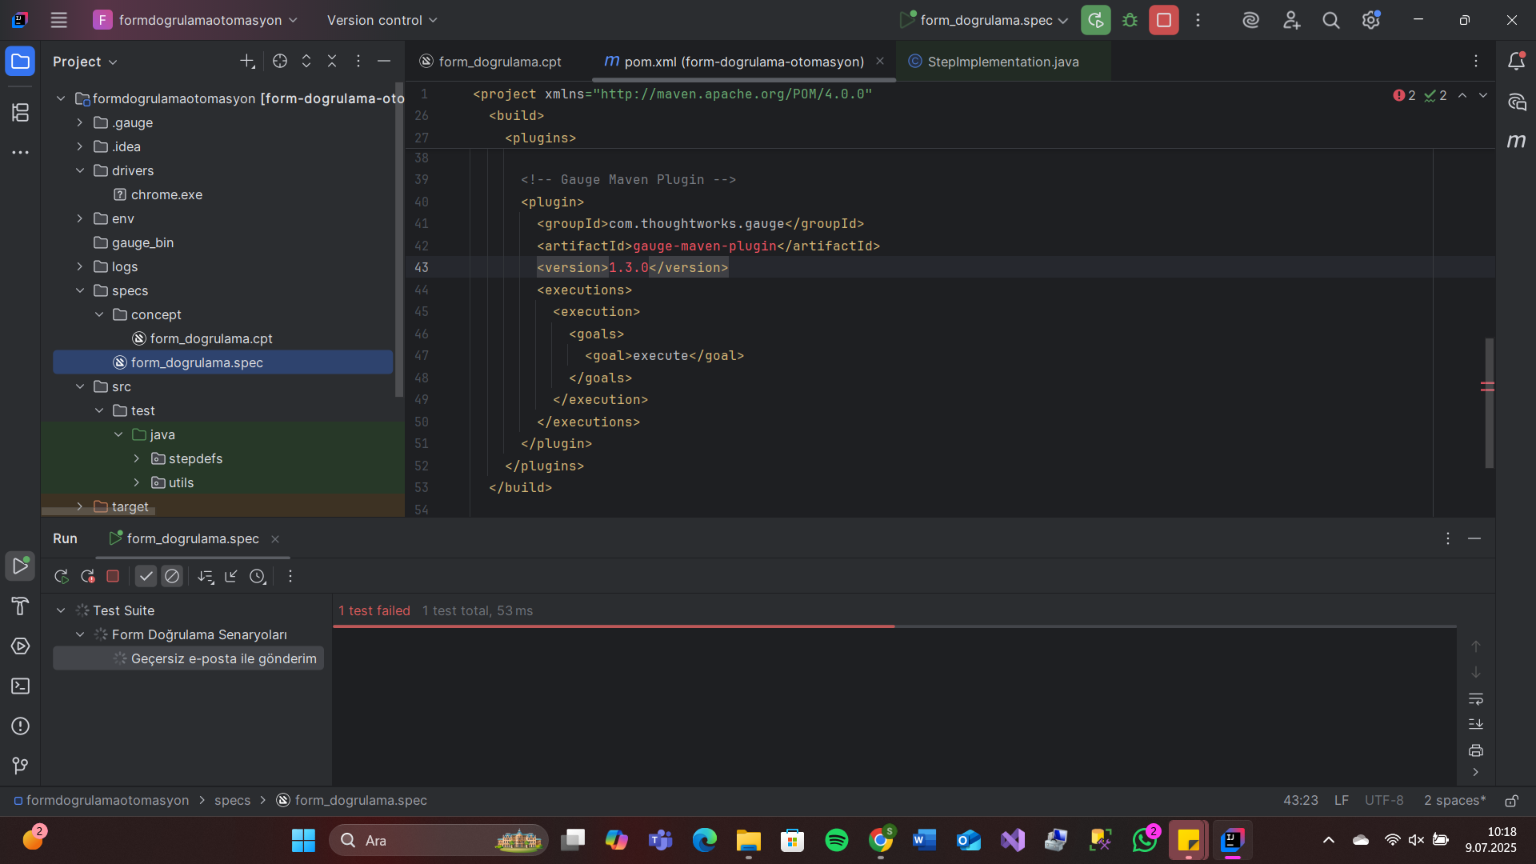 F formdogrulamaotomasyon Version control form_dogrulama.spec
Project
form_dogrulama.cpt
m pom.xml (form-dogrulama-otomasyon)
StepImplementation.java
formdogrulamaotomasyon [form-dogrulama-oto
.gauge
.idea
drivers
chrome.exe
env
gauge_bin
logs
specs
concept
form_dogrulama.cpt
form_dogrulama.spec
src
test
java
stepdefs
utils
target
1 <project xmlns="http://maven.apache.org/POM/4.0.0"
2 2
26 <build>
27 <plugins>
38
39 <!-- Gauge Maven Plugin -->
40 <plugin>
41 <groupId>com.thoughtworks.gauge</groupId>
42 <artifactId>gauge-maven-plugin</artifactId>
43 <version>1.3.0</version>
44 <executions>
45 <execution>
46 <goals>
47 <goal>execute</goal>
48 </goals>
49 </execution>
50 </executions>
51 </plugin>
52 </plugins>
53 </build>
54
m
Run form_dogrulama.spec
Test Suite
Form Doğrulama Senaryoları
Geçersiz e-posta ile gönderim
1 test failed 1 test total, 53 ms
formdogrulamaotomasyon > specs > form_dogrulama.spec
43:23 LF UTF-8 2 spaces*
2
Ara
S
2
10:18
9.07.2025